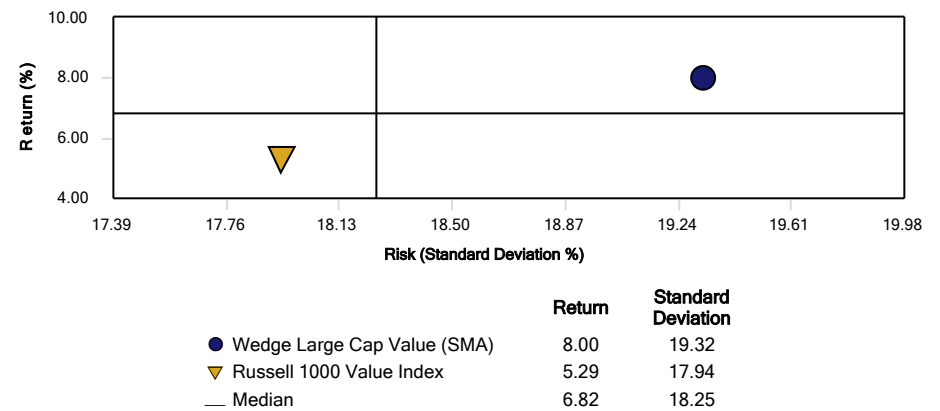 10.00
8.00
6.00
4.00
Return (%)
17.39 17.76 18.13 18.50 18.87 19.24 19.61 19.98
Risk (Standard Deviation %)
Return Standard Deviation
Wedge Large Cap Value (SMA) 8.00 19.32
Russell 1000 Value Index 5.29 17.94
Median 6.82 18.25